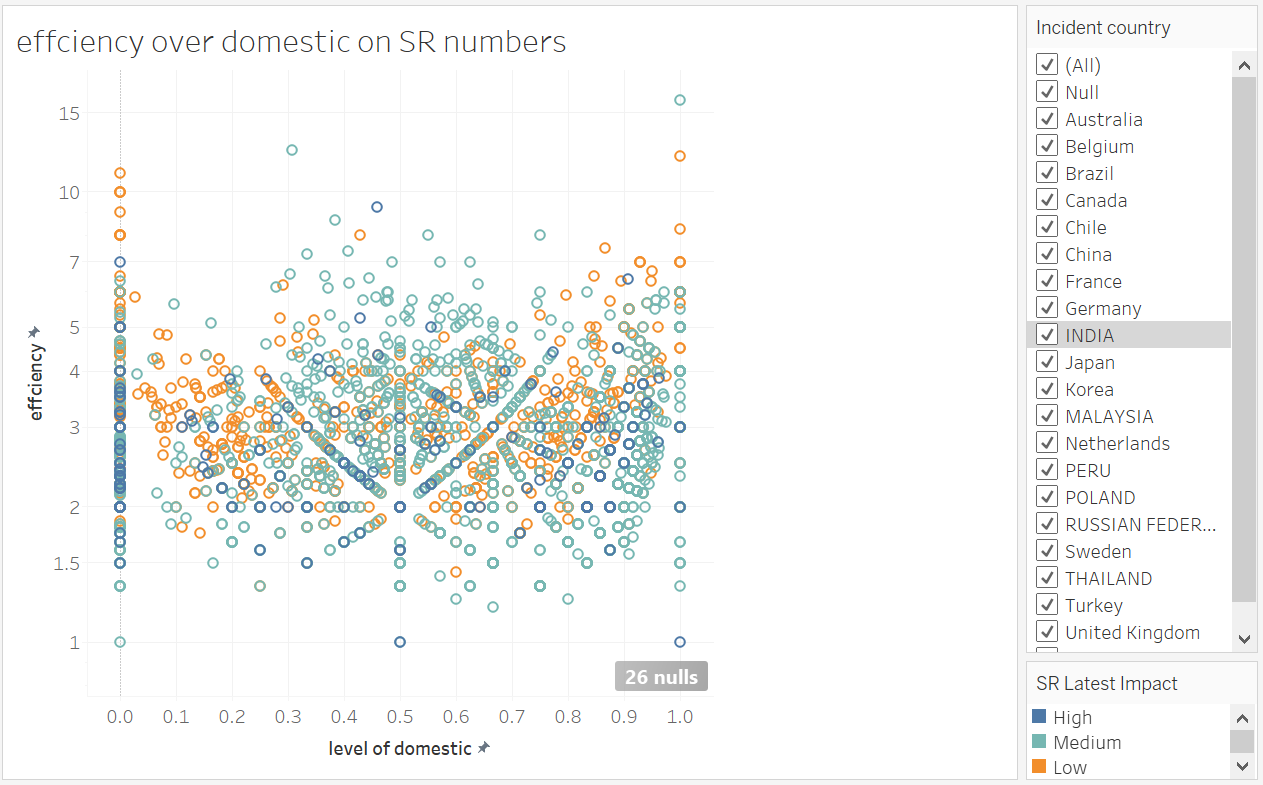 effciency over domestic on SR numbers
15
10
7
5
4
3
2
1.5
1
effciency
0.0 0.1 0.2 0.3 0.4 0.5 0.6 0.7 0.8 0.9 1.0
level of domestic
26 nulls
Incident country
(All)
Null
Australia
Belgium
Brazil
Canada
Chile
China
France
Germany
INDIA
Japan
Korea
MALAYSIA
Netherlands
PERU
POLAND
RUSSIAN FEDER...
Sweden
THAILAND
Turkey
United Kingdom
SR Latest Impact
High
Medium
Low